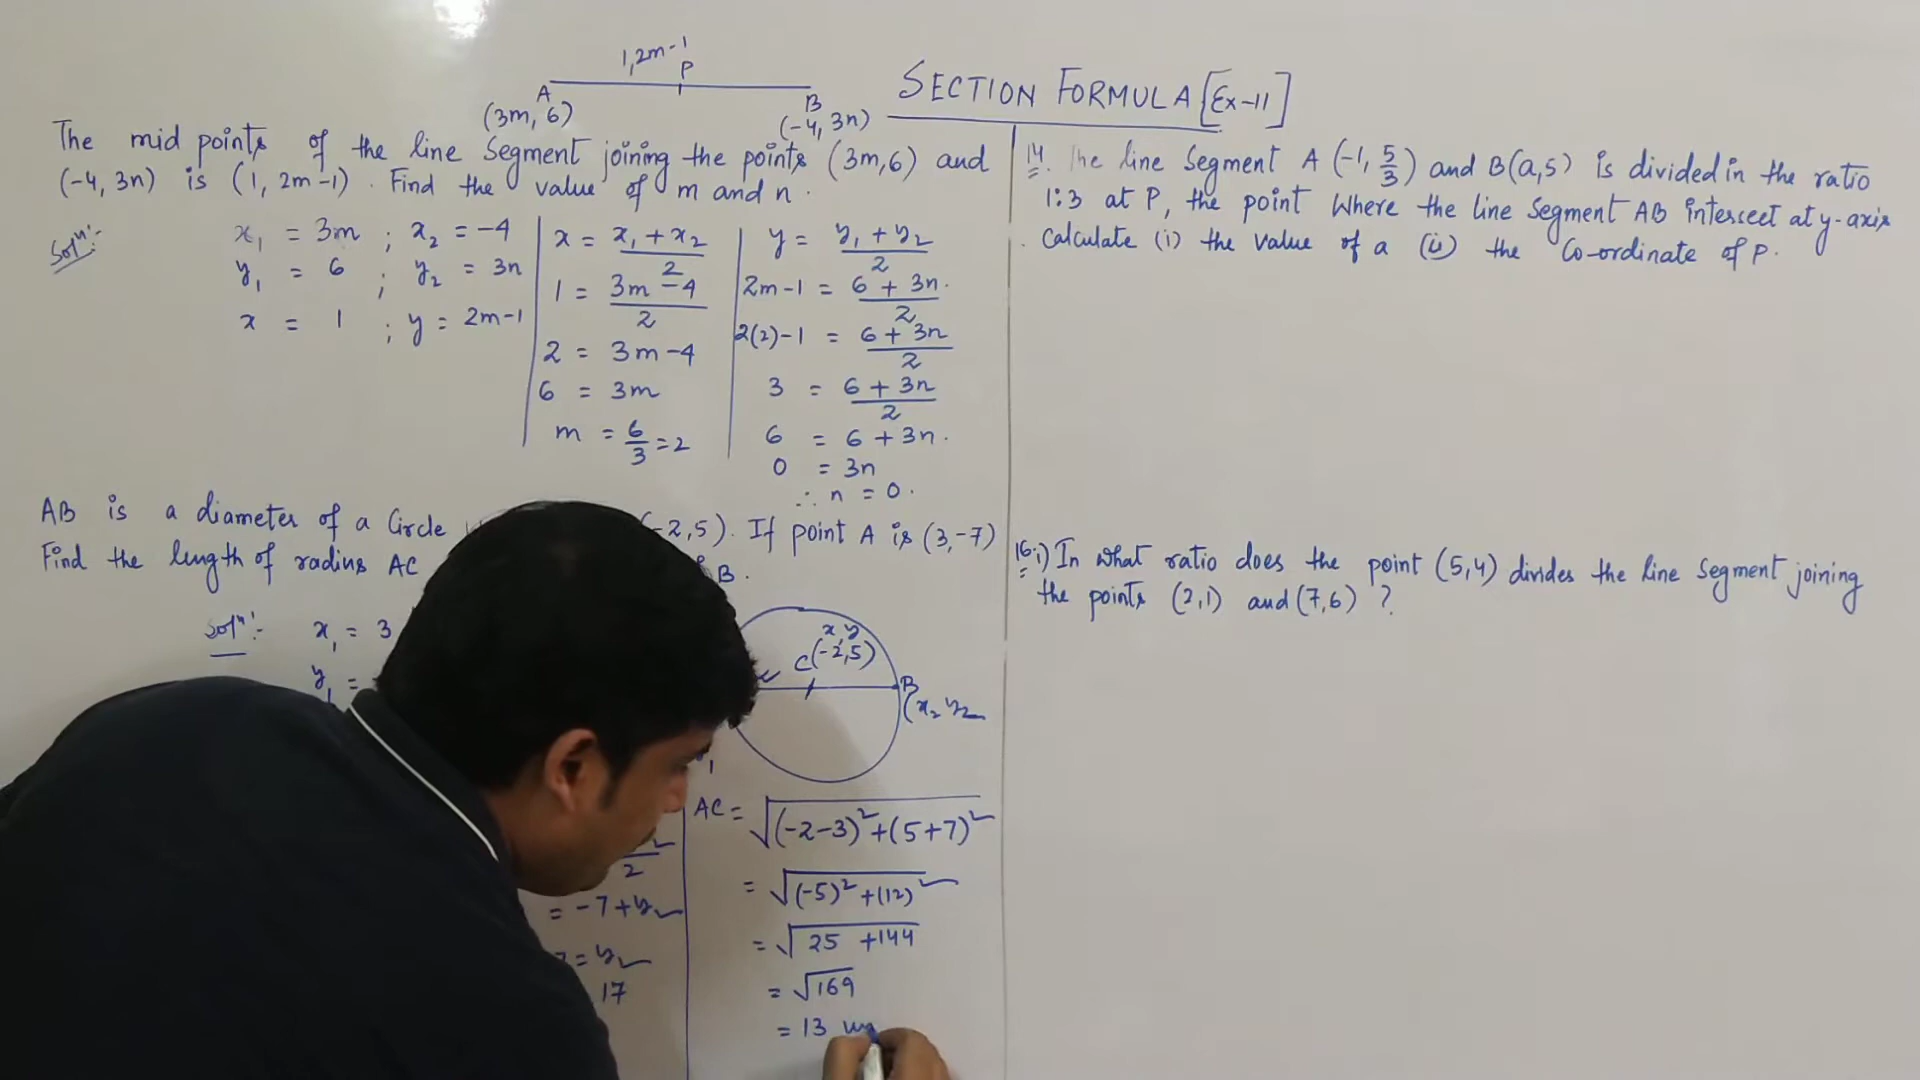 SECTION FORMULA [Ex-11]
1, 2m-1
P
A
B
(3m, 6)
(-4, 3n)
The mid points of the line Segment joining the points (3m,6) and
(-4, 3n) is (1, 2m-1). Find the value of m and n.
Solⁿ:-
x₁ = 3m ; x₂ = -4
y₁ = 6 ; y₂ = 3n
x = 1 ; y = 2m-1
x = (x₁ + x₂)/2
1 = (3m - 4)/2
2 = 3m-4
6 = 3m
m = 6/3 = 2
y = (y₁ + y₂)/2
2m-1 = (6 + 3n)/2
2(2)-1 = (6 + 3n)/2
3 = (6 + 3n)/2
6 = 6 + 3n.
0 = 3n
∴ n = 0.
AB is a diameter of a Circle (-2,5). If point A is (3,-7)
Find the length of radius AC B.
Solⁿ:-
x₁ = 3
y₁ =
x, y
C(-2,5)
B
(x₂ y₂
2
= -7+y₂
= y₂
17
AC = √((-2-3)²+(5+7)²)
= √((-5)²+(12)²)
= √(25 +144)
= √169
= 13
14. The line Segment A (-1, 5/3) and B(a,5) is divided in the ratio
1:3 at P, the point Where the line Segment AB intersect at y-axis
. Calculate (i) the value of a (ii) the Co-ordinate of P.
16. i) In what ratio does the point (5,4) divides the line Segment joining
the points (2,1) and (7,6) ?